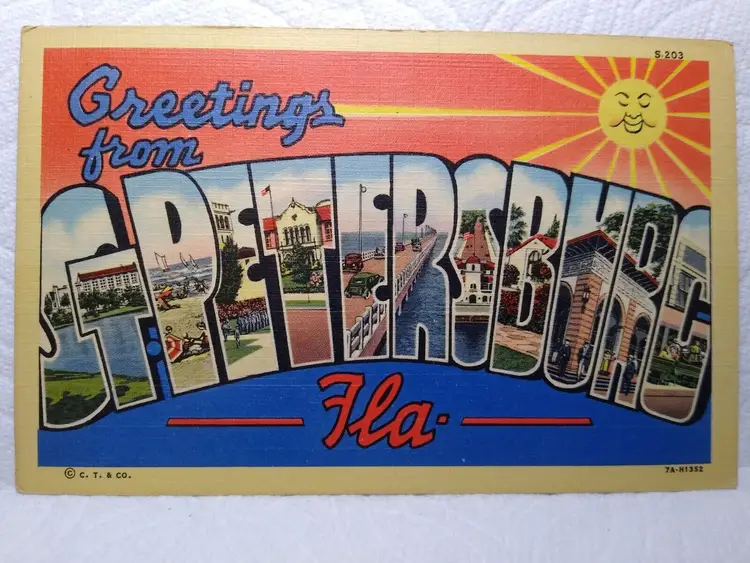 S-203
Greetings
from
ST. PETERSBURG
Fla.
© C. T. & CO.
7A-H1352